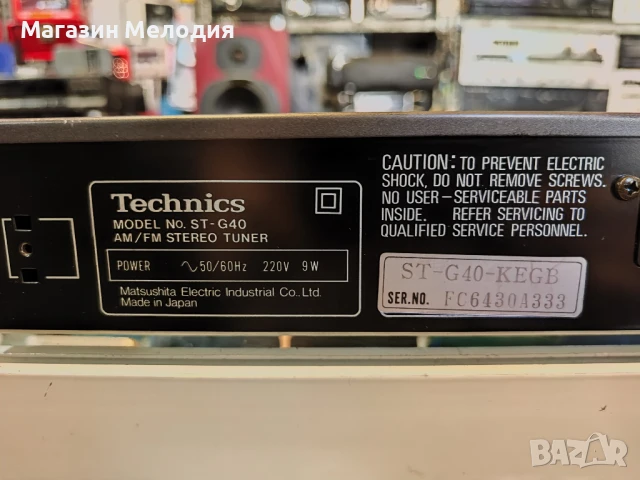 Магазин Мелодия
Technics
MODEL No. ST-G40
AM/FM STEREO TUNER
POWER ∿50/60Hz 220V 9W
Matsushita Electric Industrial Co., Ltd.
Made in Japan
CAUTION: TO PREVENT ELECTRIC
SHOCK, DO NOT REMOVE SCREWS.
NO USER-SERVICEABLE PARTS
INSIDE. REFER SERVICING TO
QUALIFIED SERVICE PERSONNEL.
ST-G40-KEGB
SER.NO. FC6430A333
BAZAR